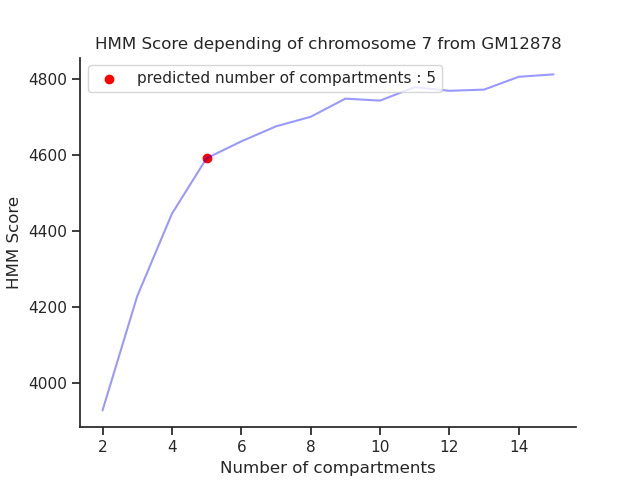 HMM Score depending of chromosome 7 from GM12878
predicted number of compartments : 5
4800
4600
4400
4200
4000
HMM Score
2 4 6 8 10 12 14
Number of compartments